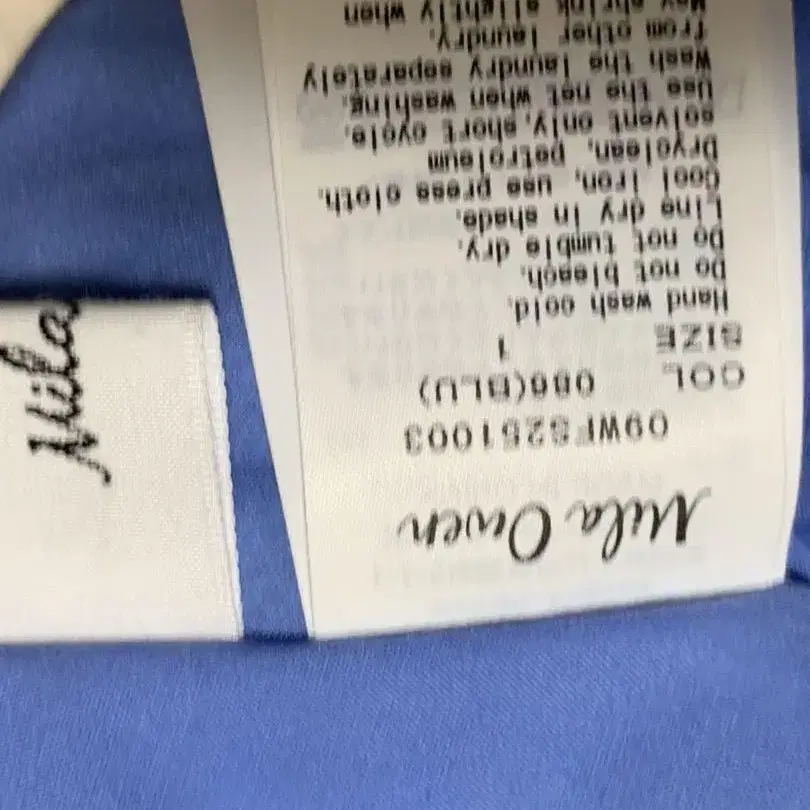 Mila Owen
09WFS251003
COL 086(BLU)
SIZE 1
Hand wash cold.
Do not bleach.
Do not tumble dry.
Line dry in shade.
Cool iron, use press cloth.
Dryclean, petroleum
solvent only, short cycle.
Use the net when washing.
Wash the laundry separately
from other laundry.
May shrink slightly when
Mila